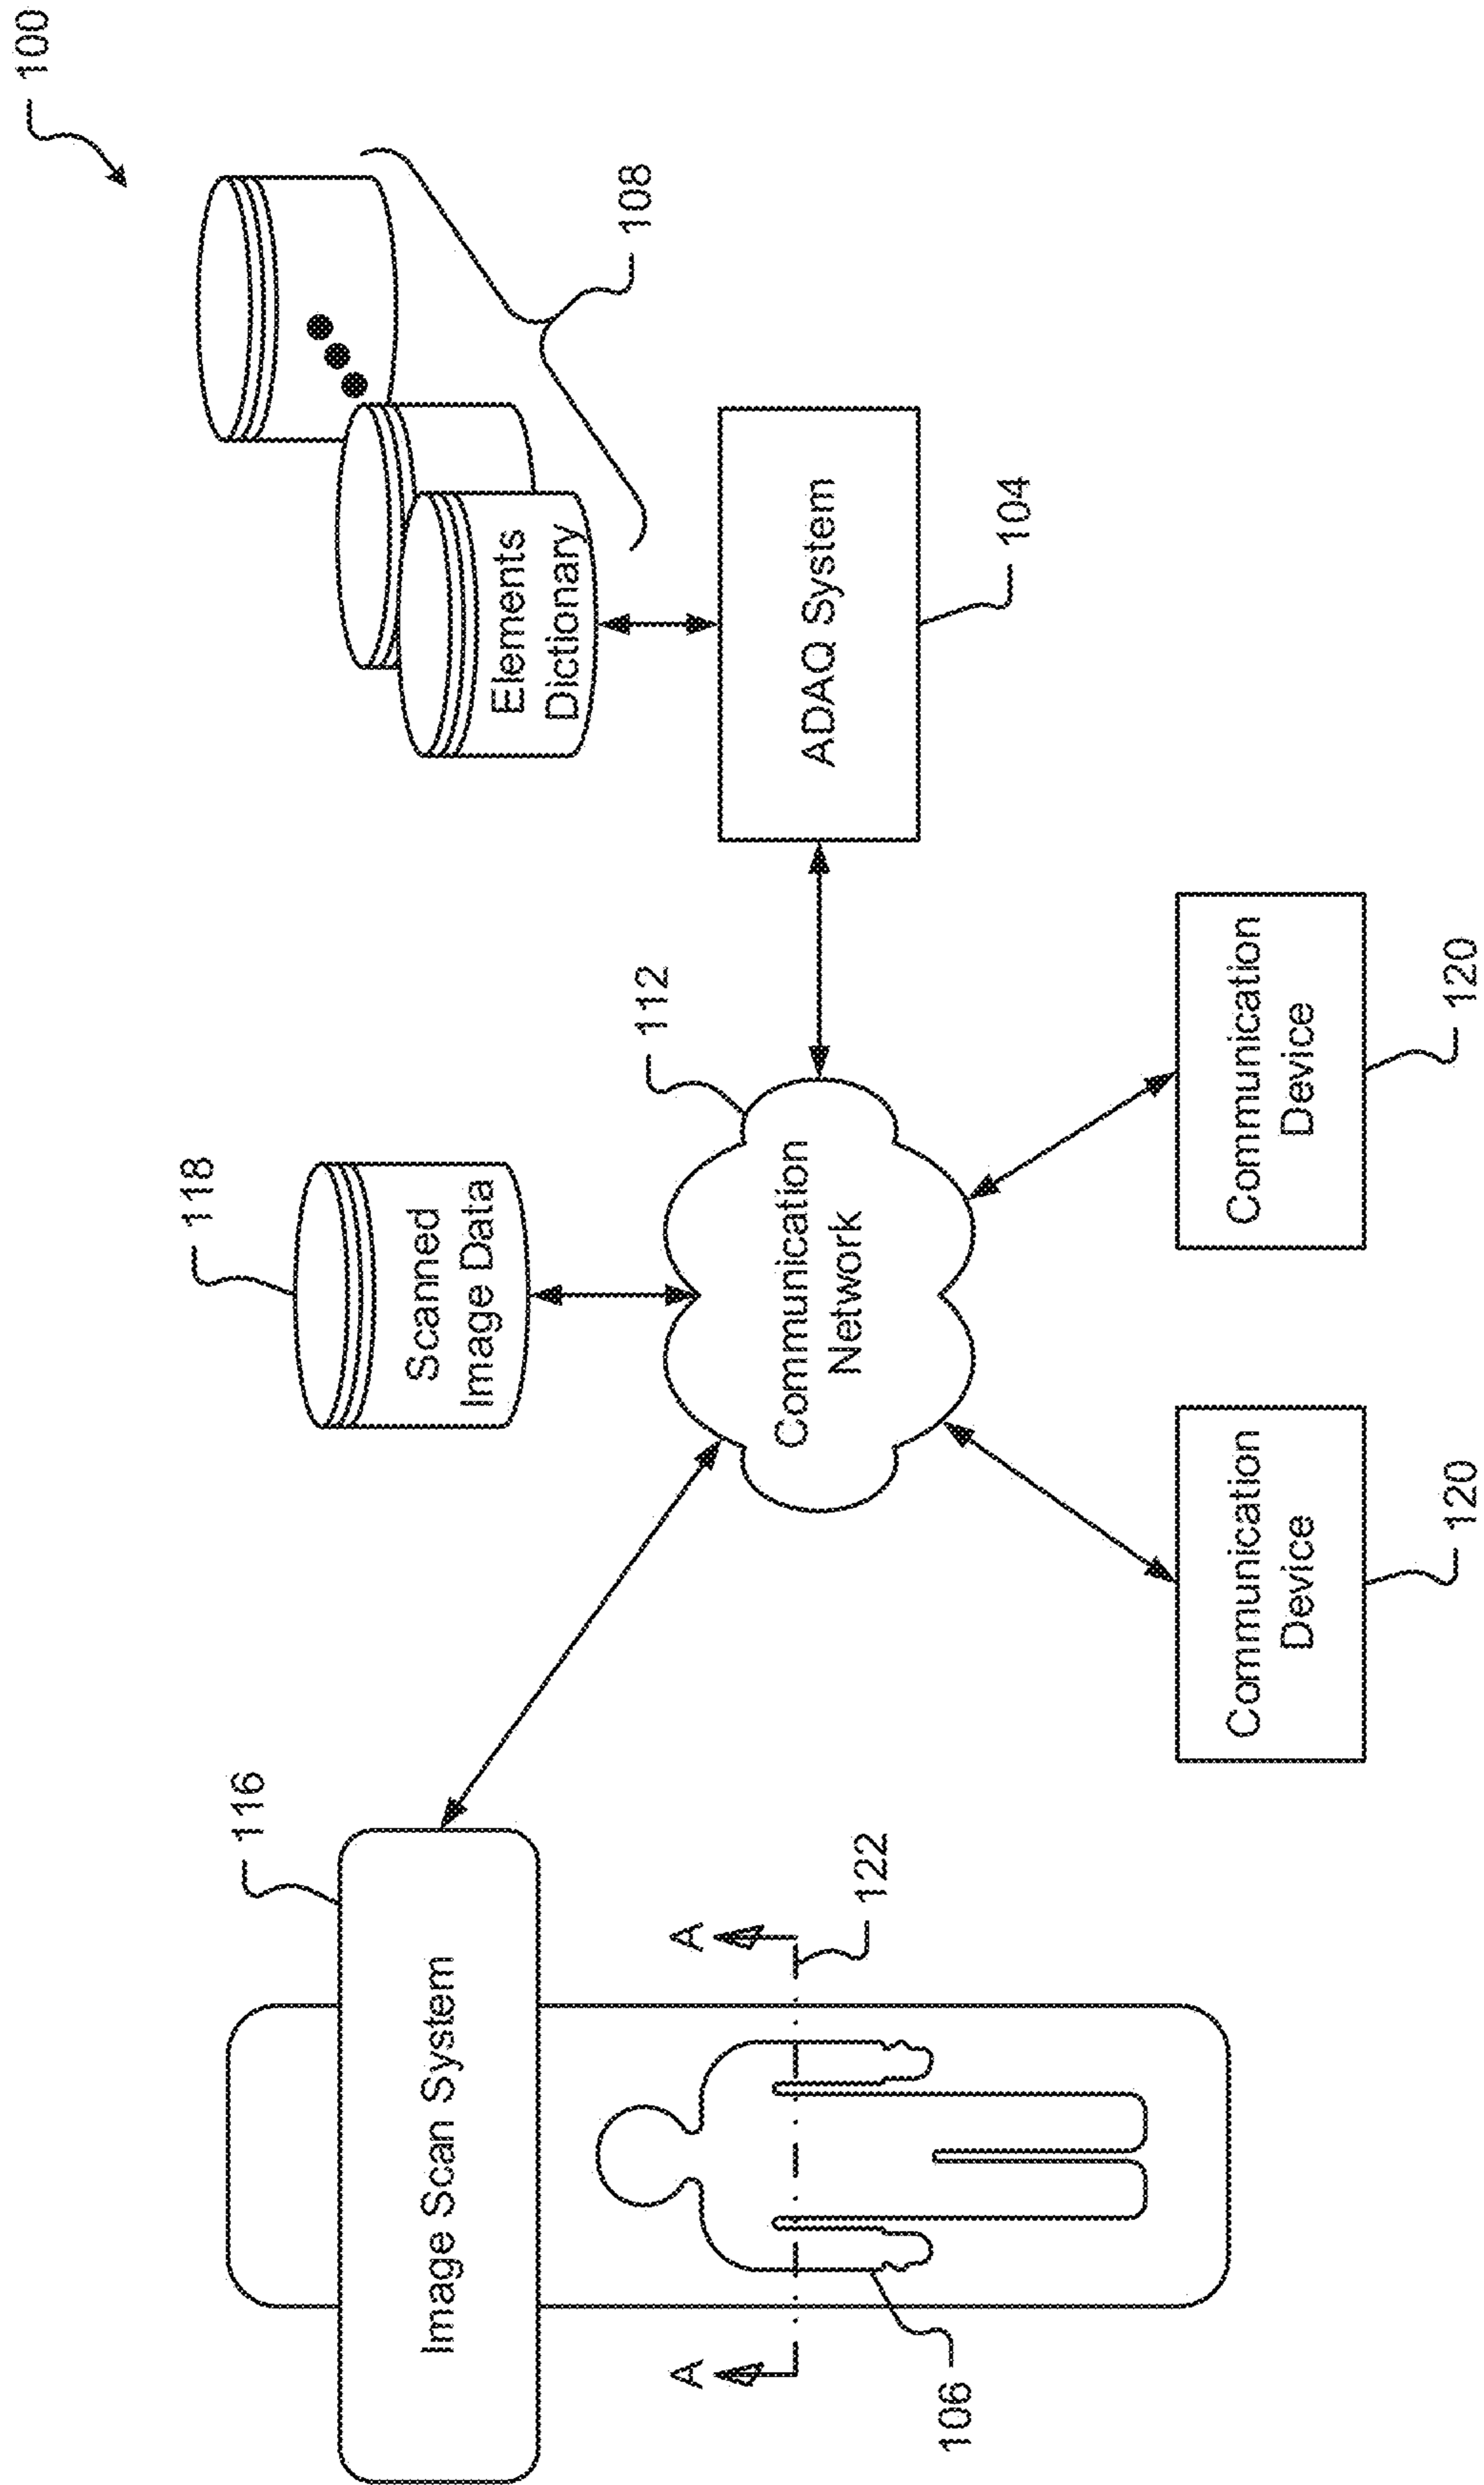 100
108
Elements
Dictionary
ADAQ System
104
118
Scanned
Image Data
112
Communication
Network
Communication
Device
120
Communication
Device
120
116
Image Scan System
A
A
122
106